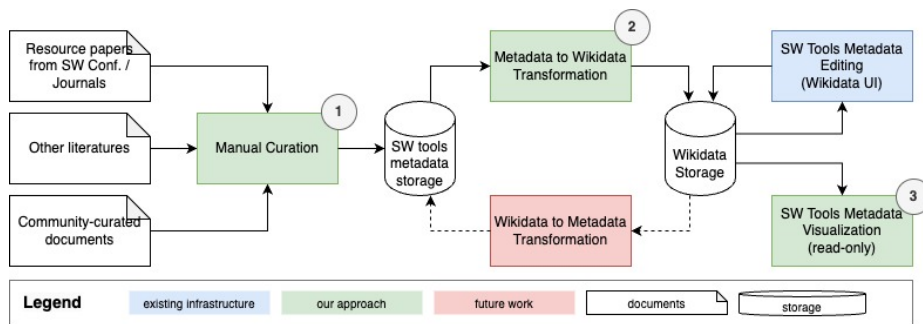 Resource papers
from SW Conf. /
Journals
Other literatures
Community-curated
documents
1
Manual Curation
SW tools
metadata
storage
2
Metadata to Wikidata
Transformation
Wikidata to Metadata
Transformation
Wikidata
Storage
SW Tools Metadata
Editing
(Wikidata UI)
3
SW Tools Metadata
Visualization
(read-only)
Legend
existing infrastructure
our approach
future work
documents
storage